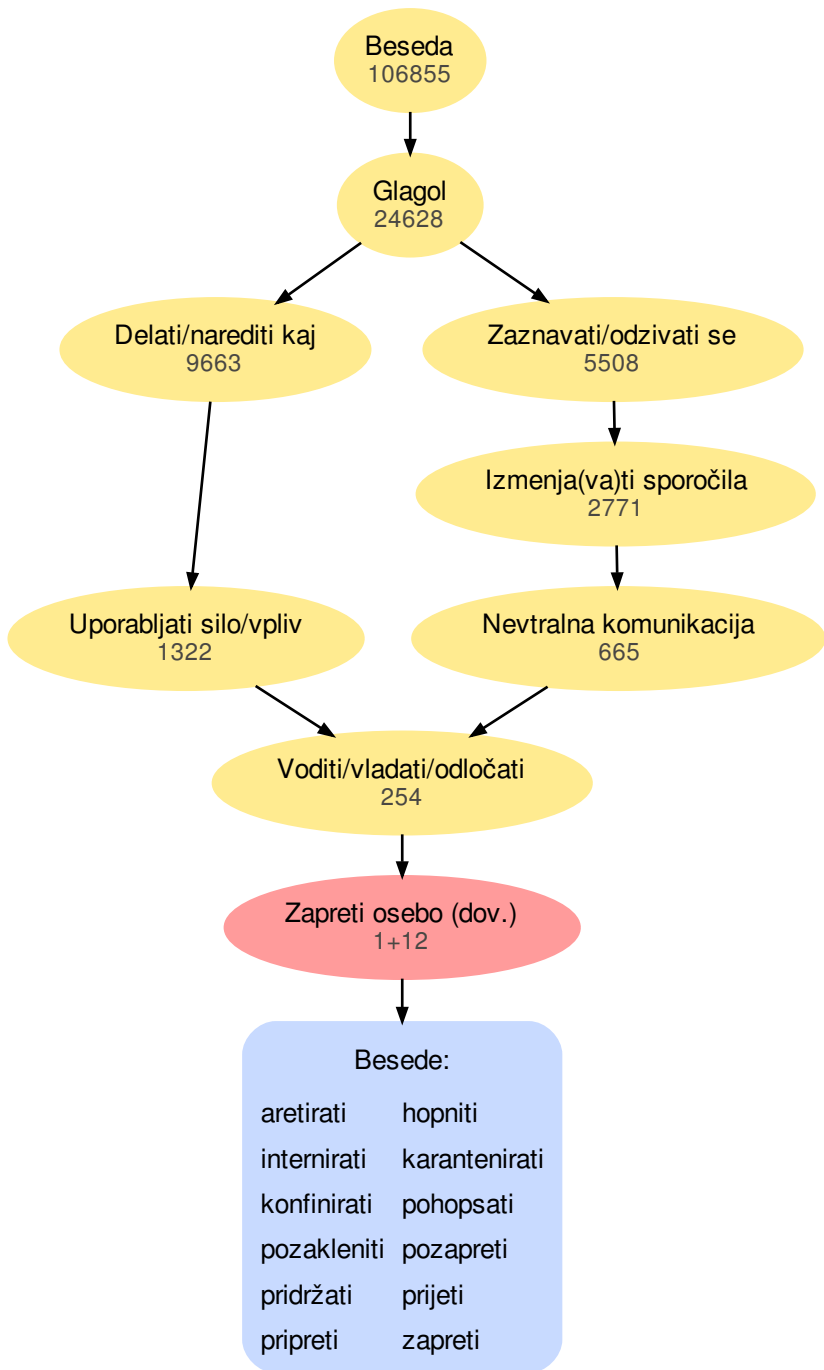 Beseda
106855
Glagol
24628
Delati/narediti kaj
9663
Zaznavati/odzivati se
5508
Izmenja(va)ti sporočila
2771
Uporabljati silo/vpliv
1322
Nevtralna komunikacija
665
Voditi/vladati/odločati
254
Zapreti osebo (dov.)
1+12
Besede:
aretirati hopniti
internirati karantenirati
konfinirati pohopsati
pozakleniti pozapreti
pridržati prijeti
pripreti zapreti